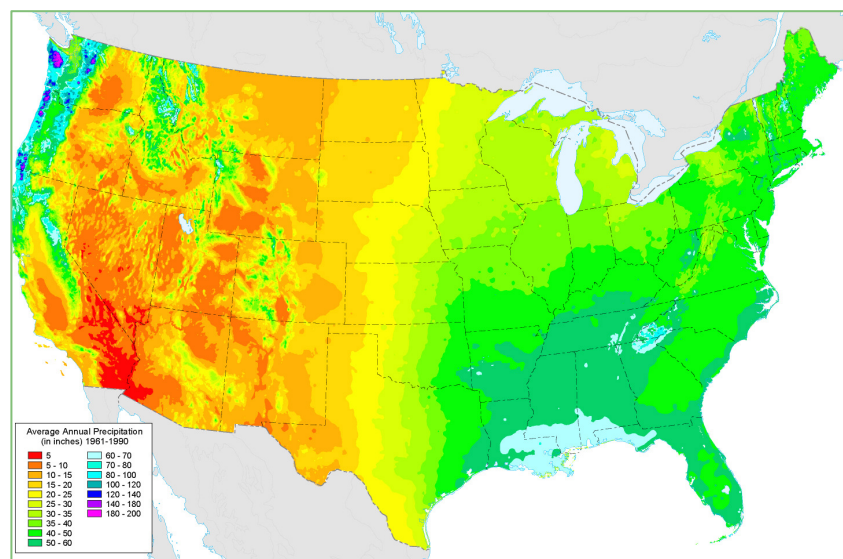 Average Annual Precipitation
(in inches) 1961-1990
5 60 - 70
5 - 10 70 - 80
10 - 15 80 - 100
15 - 20 100 - 120
20 - 25 120 - 140
25 - 30 140 - 180
30 - 35 180 - 200
35 - 40
40 - 50
50 - 60